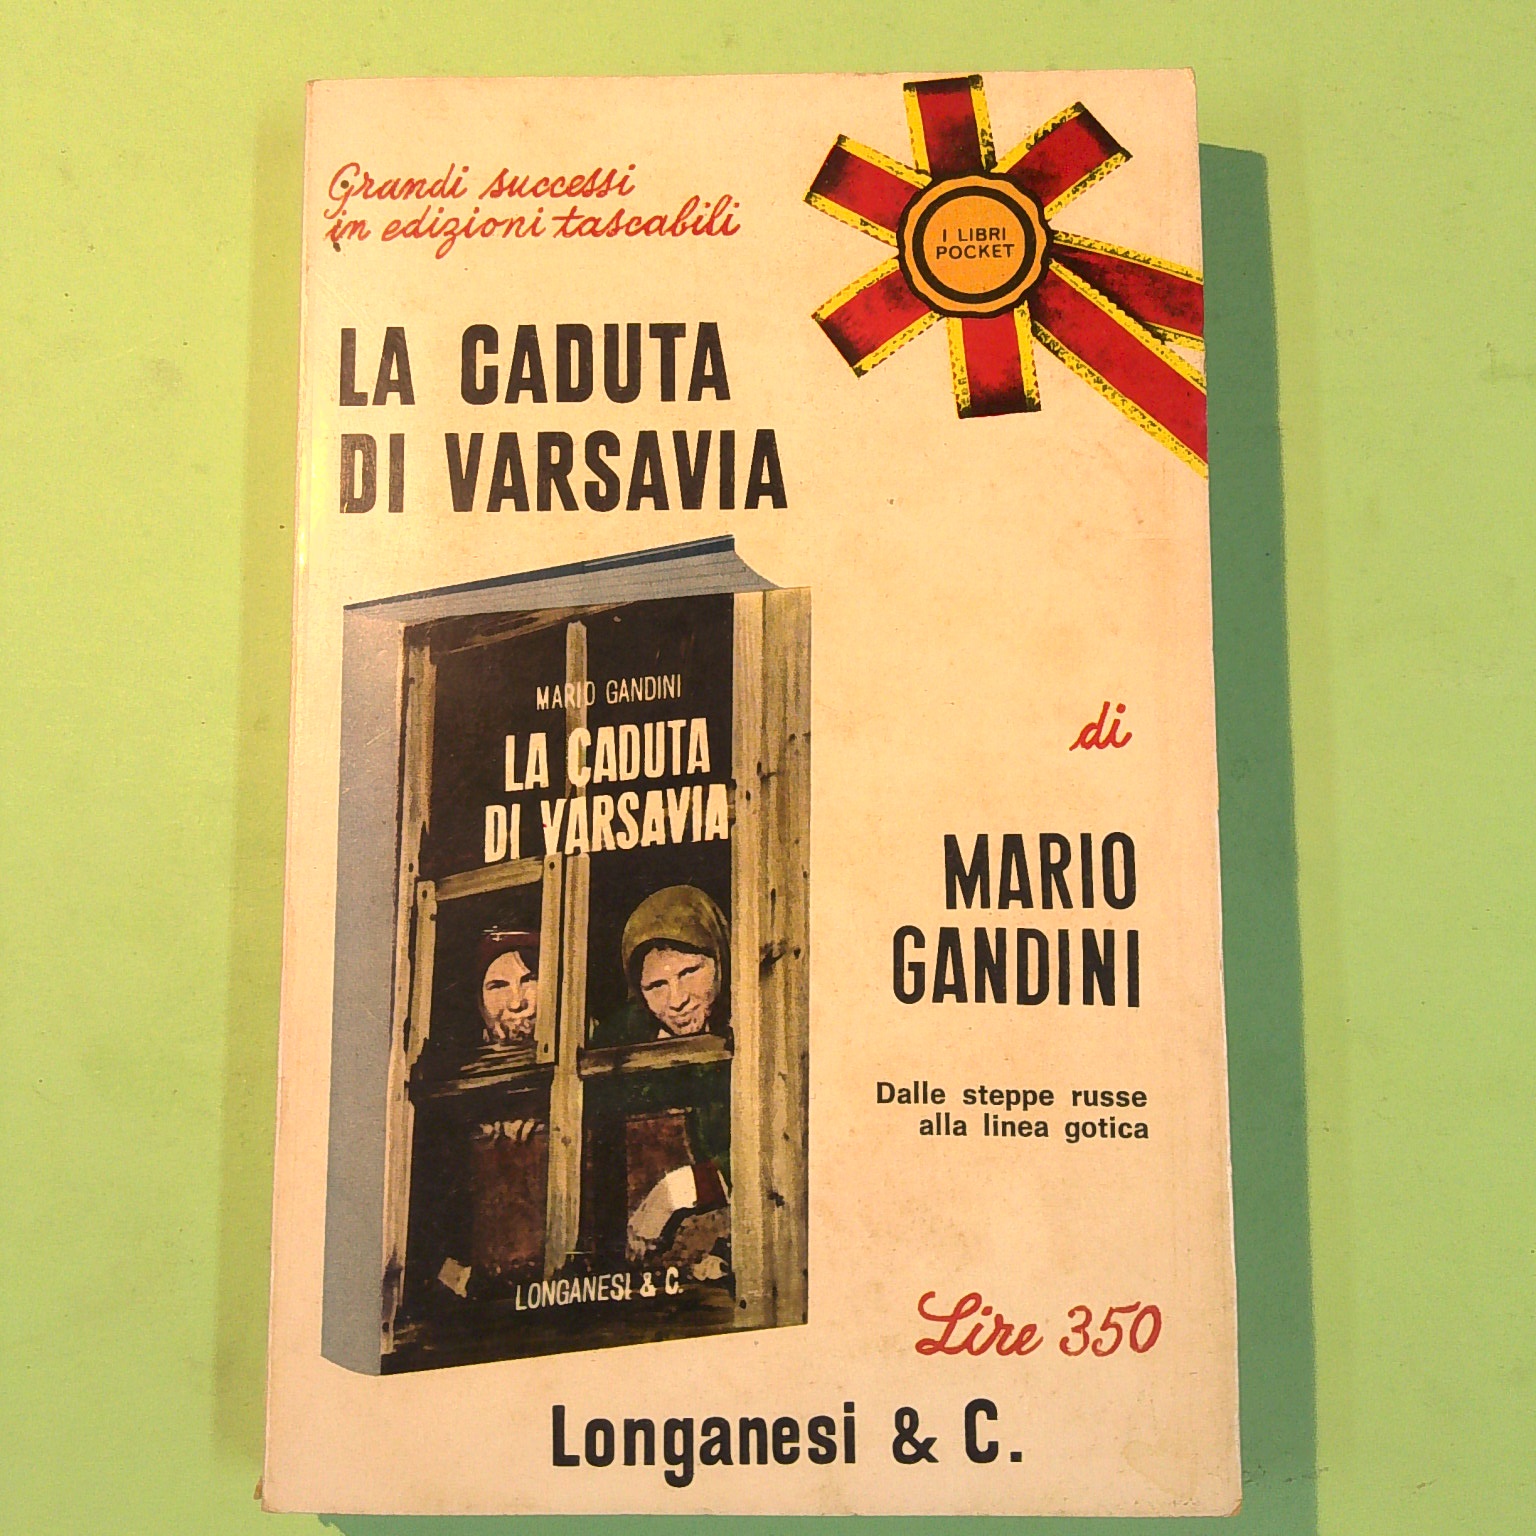 Grandi successi
in edizioni tascabili
I LIBRI
POCKET
LA CADUTA
DI VARSAVIA
MARIO GANDINI
LA CADUTA
DI VARSAVIA
LONGANESI & C.
di
MARIO
GANDINI
Dalle steppe russe
alla linea gotica
Lire 350
Longanesi & C.